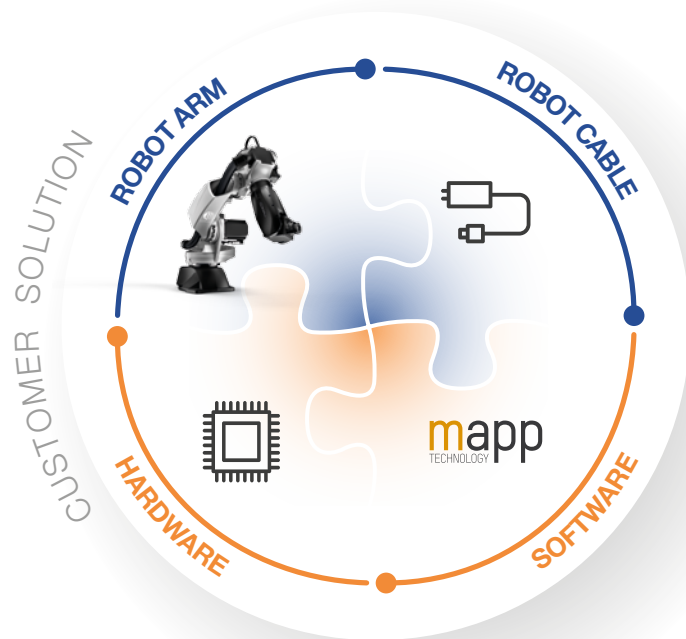 CUSTOMER SOLUTION
ROBOT ARM
ROBOT CABLE
mapp
TECHNOLOGY
HARDWARE
SOFTWARE